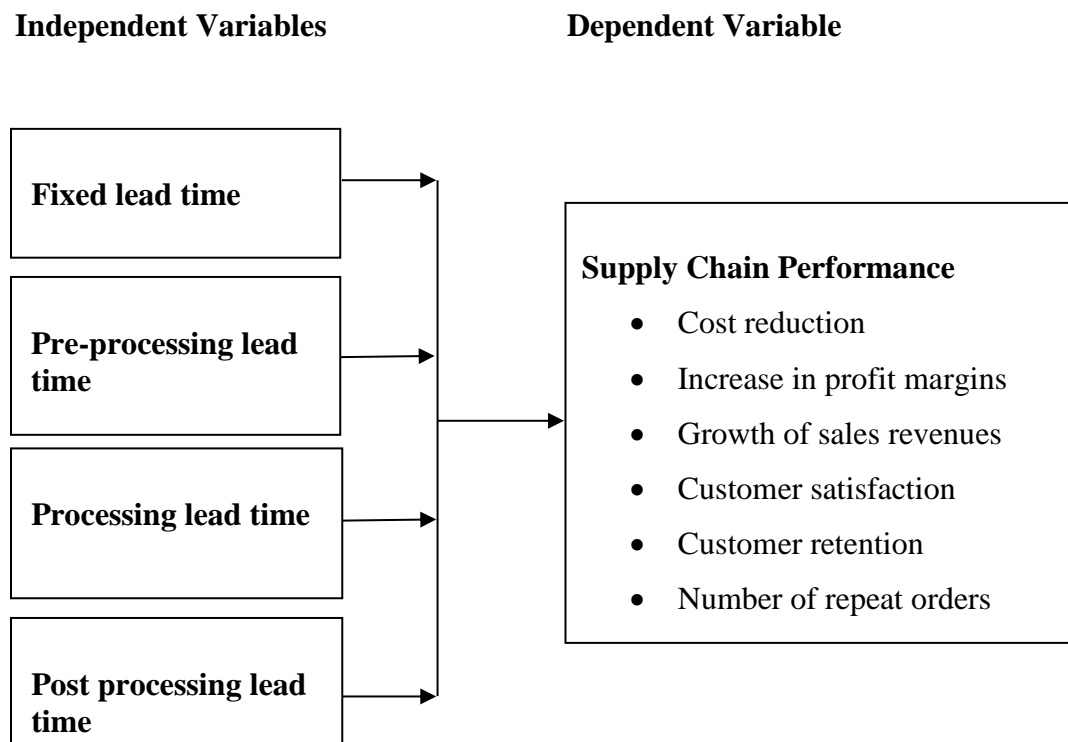 Independent Variables
Dependent Variable
Fixed lead time
Pre-processing lead
time
Processing lead time
Post processing lead
time
Supply Chain Performance
• Cost reduction
• Increase in profit margins
• Growth of sales revenues
• Customer satisfaction
• Customer retention
• Number of repeat orders